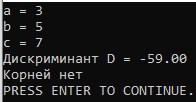 a = 3
b = 5
c = 7
Дискриминант D = -59.00
Корней нет
PRESS ENTER TO CONTINUE.